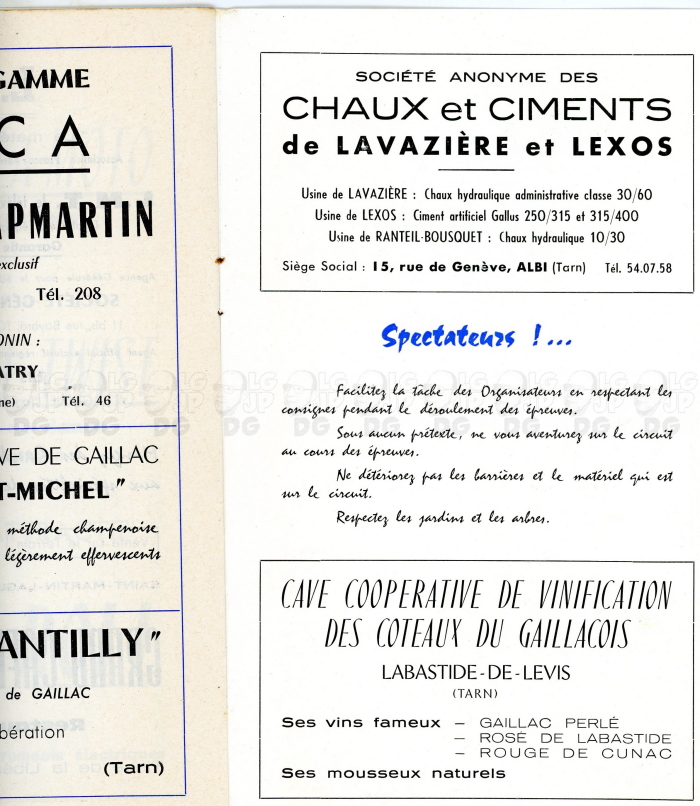 GAMME
CA
APMARTIN
exclusif
Tél. 208
ONIN :
ATRY
ne) Tél. 46
VE DE GAILLAC
T-MICHEL"
méthode champenoise
légèrement effervescents
ANTILLY"
de GAILLAC
bération
(Tarn)
SOCIÉTÉ ANONYME DES
CHAUX et CIMENTS
de LAVAZIÈRE et LEXOS
Usine de LAVAZIÈRE : Chaux hydraulique administrative classe 30/60
Usine de LEXOS : Ciment artificiel Gallus 250/315 et 315/400
Usine de RANTEIL-BOUSQUET : Chaux hydraulique 10/30
Siège Social : 15, rue de Genève, ALBI (Tarn) Tél. 54.07.58
Spectateurs !...
Facilitez la tâche des Organisateurs en respectant les
consignes pendant le déroulement des épreuves.
Sous aucun prétexte, ne vous aventurez sur le circuit
au cours des épreuves.
Ne détériorez pas les barrières et le matériel qui est
sur le circuit.
Respectez les jardins et les arbres.
CAVE COOPERATIVE DE VINIFICATION
DES COTEAUX DU GAILLACOIS
LABASTIDE-DE-LEVIS
(TARN)
Ses vins fameux – GAILLAC PERLÉ
– ROSÉ DE LABASTIDE
– ROUGE DE CUNAC
Ses mousseux naturels